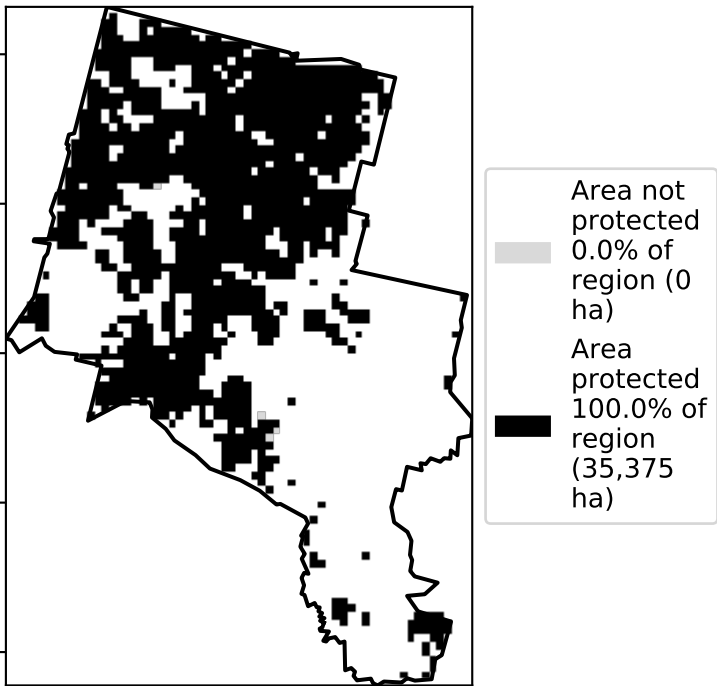 Area not
protected
0.0% of
region (0
ha)
Area
protected
100.0% of
region
(35,375
ha)